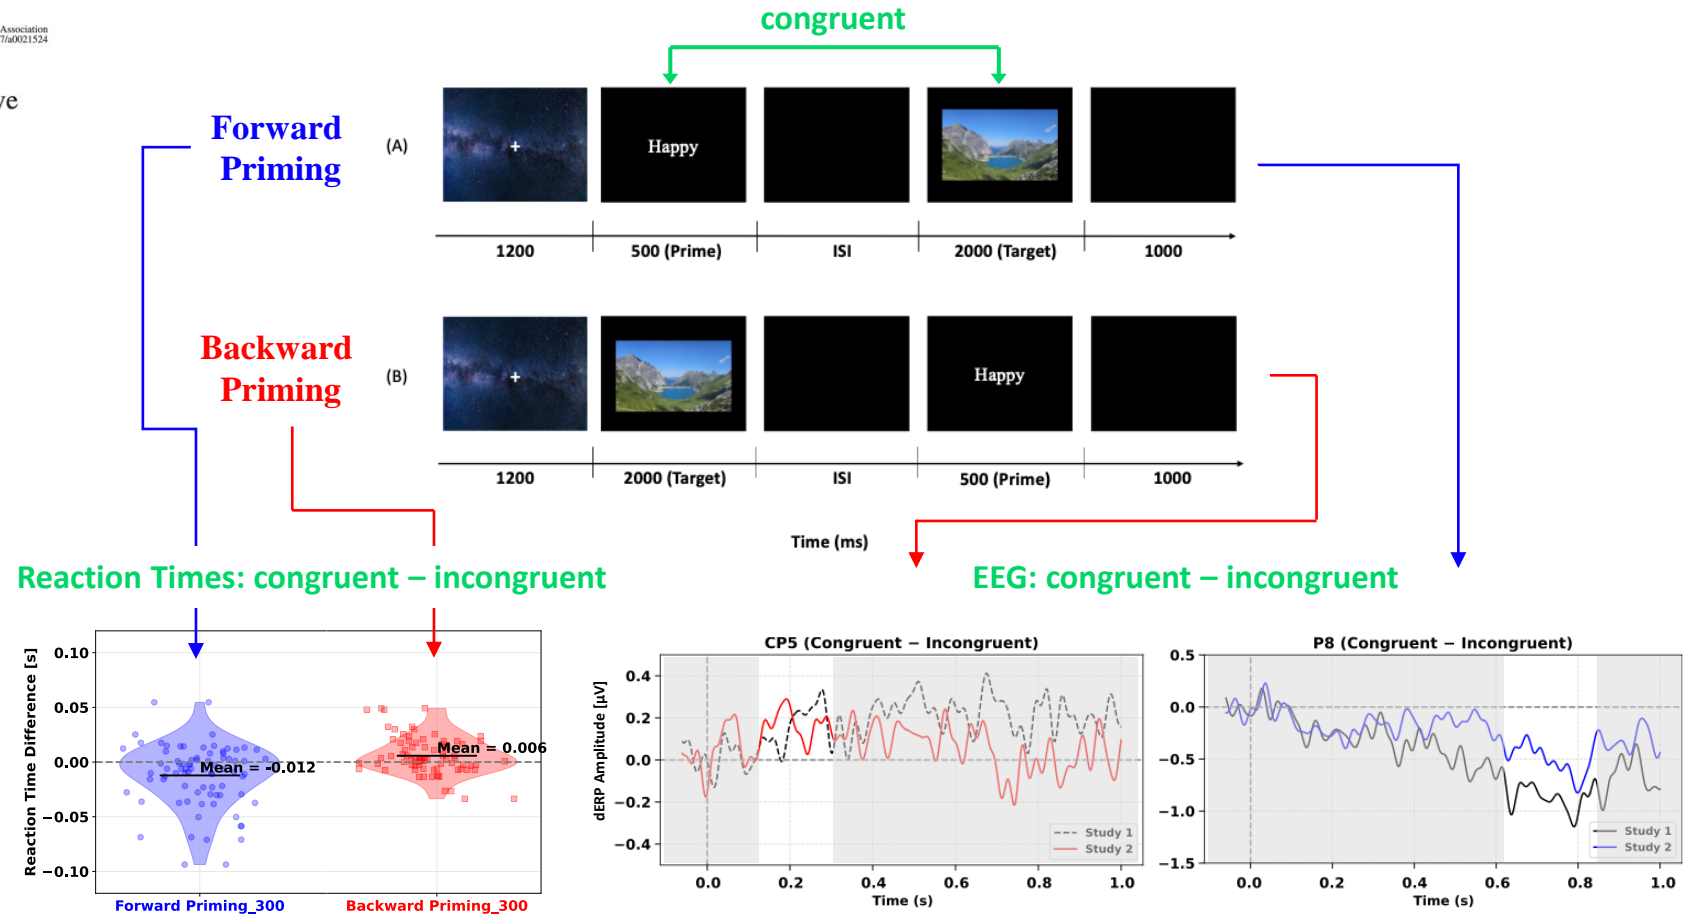 Association
7/a0021524
congruent
Forward
Priming
(A)
+
Happy
1200
500 (Prime)
ISI
2000 (Target)
1000
Backward
Priming
(B)
+
Happy
1200
2000 (Target)
ISI
500 (Prime)
1000
Time (ms)
Reaction Times: congruent – incongruent
EEG: congruent – incongruent
Reaction Time Difference [s]
0.10
0.05
0.00
−0.05
−0.10
Mean = -0.012
Mean = 0.006
Forward Priming_300
Backward Priming_300
CP5 (Congruent − Incongruent)
dERP Amplitude [µV]
0.4
0.2
0.0
−0.2
−0.4
Study 1
Study 2
0.0
0.2
0.4
0.6
0.8
1.0
Time (s)
P8 (Congruent − Incongruent)
0.5
0.0
−0.5
−1.0
−1.5
Study 1
Study 2
0.0
0.2
0.4
0.6
0.8
1.0
Time (s)